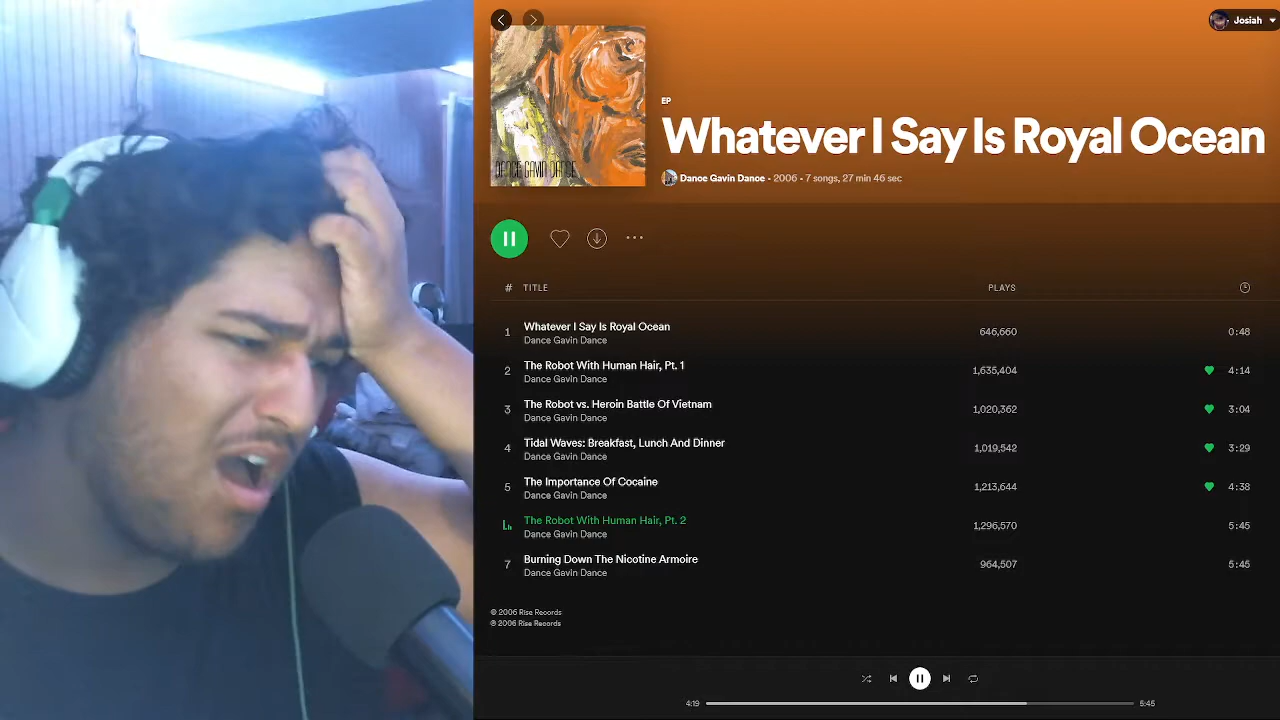 Josiah
DANCE GAVIN DANCE
EP
Whatever I Say Is Royal Ocean
Dance Gavin Dance • 2006 • 7 songs, 27 min 46 sec
# TITLE PLAYS
1 Whatever I Say Is Royal Ocean 646,660 0:48
Dance Gavin Dance
2 The Robot With Human Hair, Pt. 1 1,635,404 4:14
Dance Gavin Dance
3 The Robot vs. Heroin Battle Of Vietnam 1,020,362 3:04
Dance Gavin Dance
4 Tidal Waves: Breakfast, Lunch And Dinner 1,019,542 3:29
Dance Gavin Dance
5 The Importance Of Cocaine 1,213,644 4:38
Dance Gavin Dance
The Robot With Human Hair, Pt. 2 1,296,570 5:45
Dance Gavin Dance
7 Burning Down The Nicotine Armoire 964,507 5:45
Dance Gavin Dance
© 2006 Rise Records
℗ 2006 Rise Records
4:19 5:45